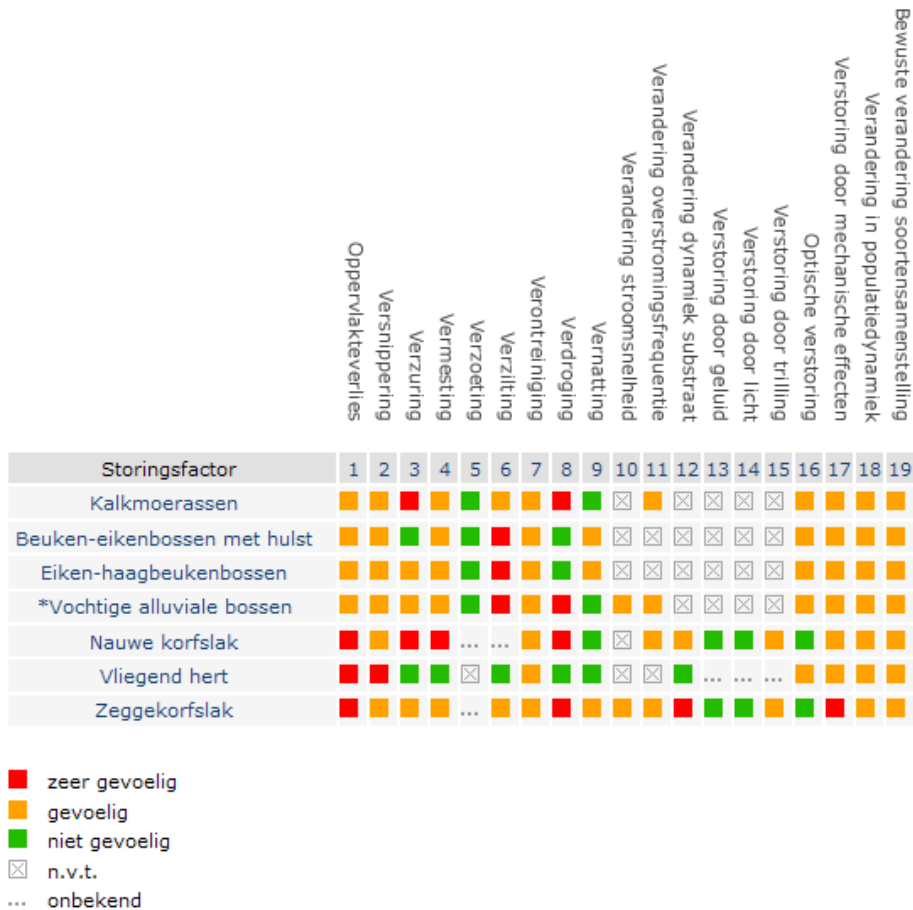 Oppervlakteverlies
Versnippering
Verzuring
Vermesting
Verzoeting
Verzilting
Verontreiniging
Verdroging
Vernatting
Verandering stroomsnelheid
Verandering overstromingsfrequentie
Verandering dynamiek substraat
Verstoring door geluid
Verstoring door licht
Verstoring door trilling
Optische verstoring
Verstoring door mechanische effecten
Verandering in populatiedynamiek
Bewuste verandering soortensamenstelling
Storingsfactor 1 2 3 4 5 6 7 8 9 10 11 12 13 14 15 16 17 18 19
Kalkmoerassen
Beuken-eikenbossen met hulst
Eiken-haagbeukenbossen
*Vochtige alluviale bossen
Nauwe korfslak ... ...
Vliegend hert ... ... ...
Zeggekorfslak ...
zeer gevoelig
gevoelig
niet gevoelig
n.v.t.
... onbekend